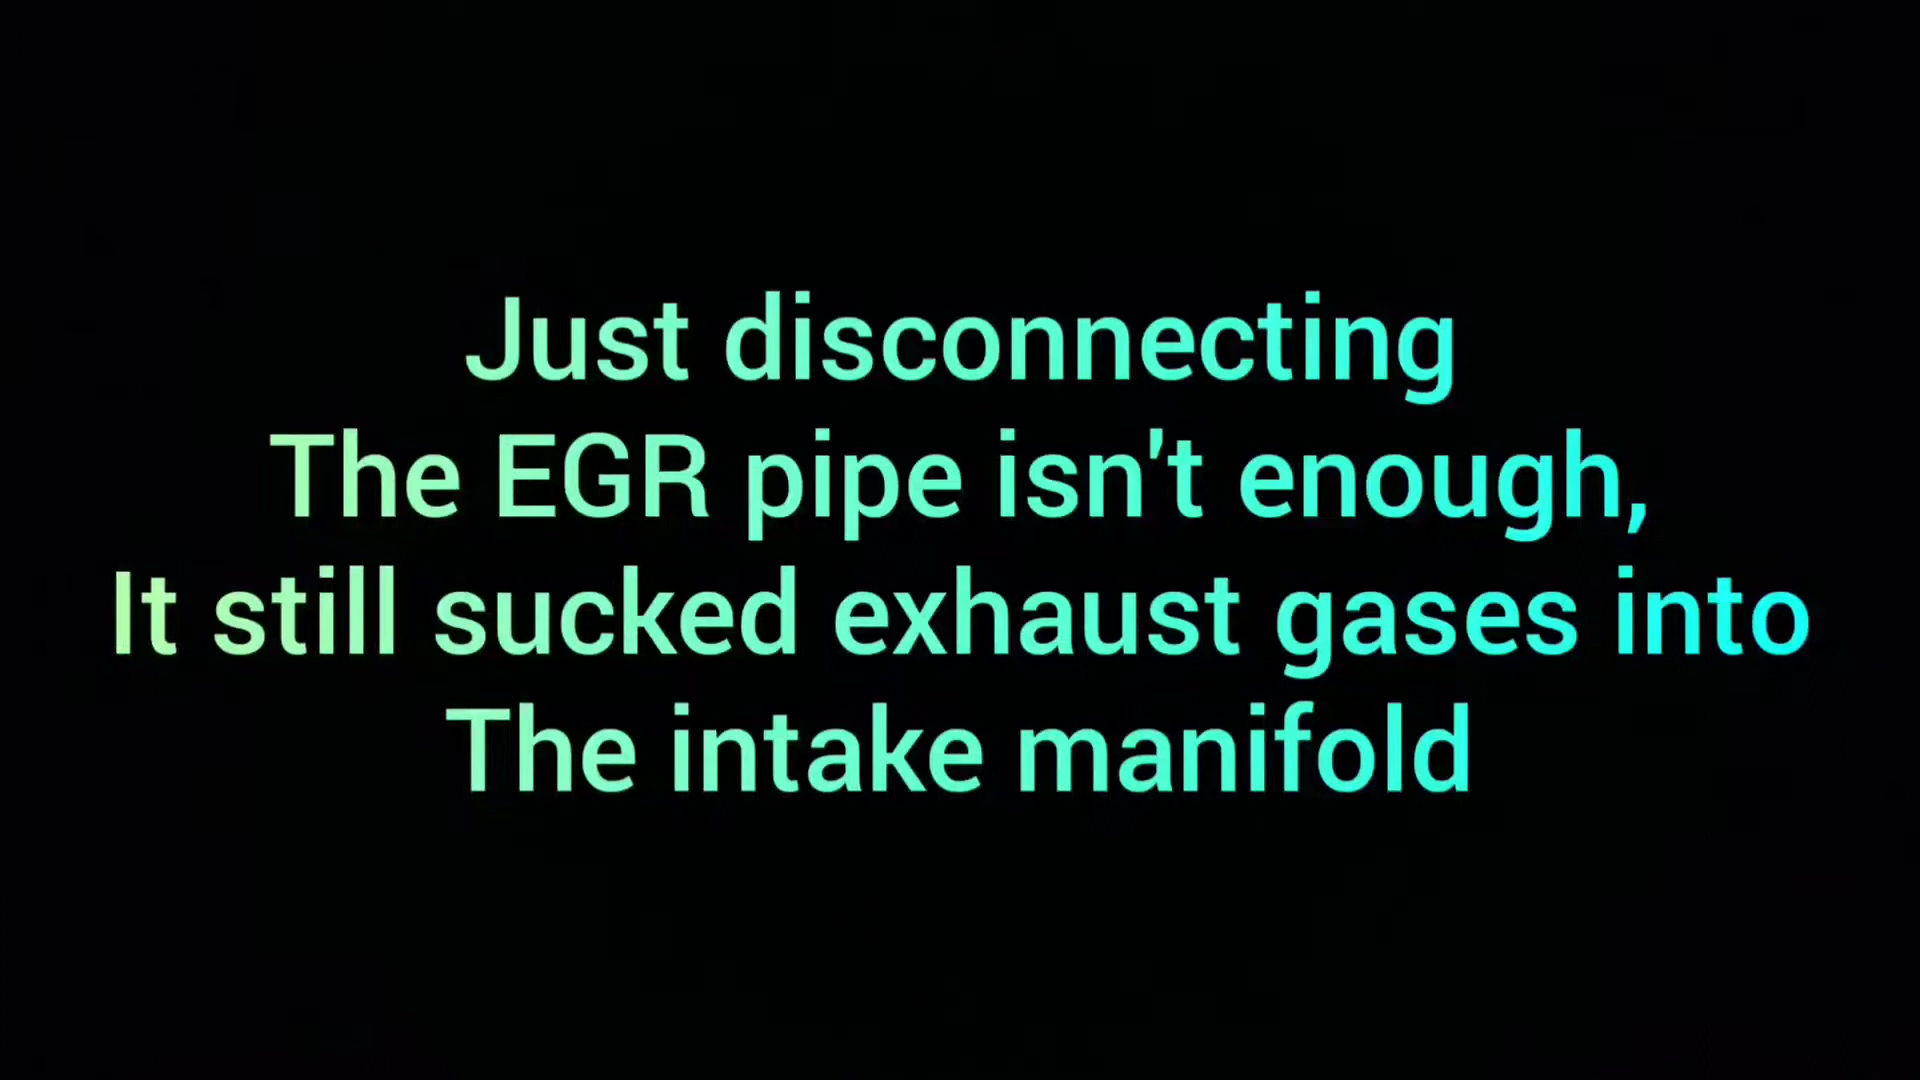 Just disconnecting
The EGR pipe isn't enough,
It still sucked exhaust gases into
The intake manifold